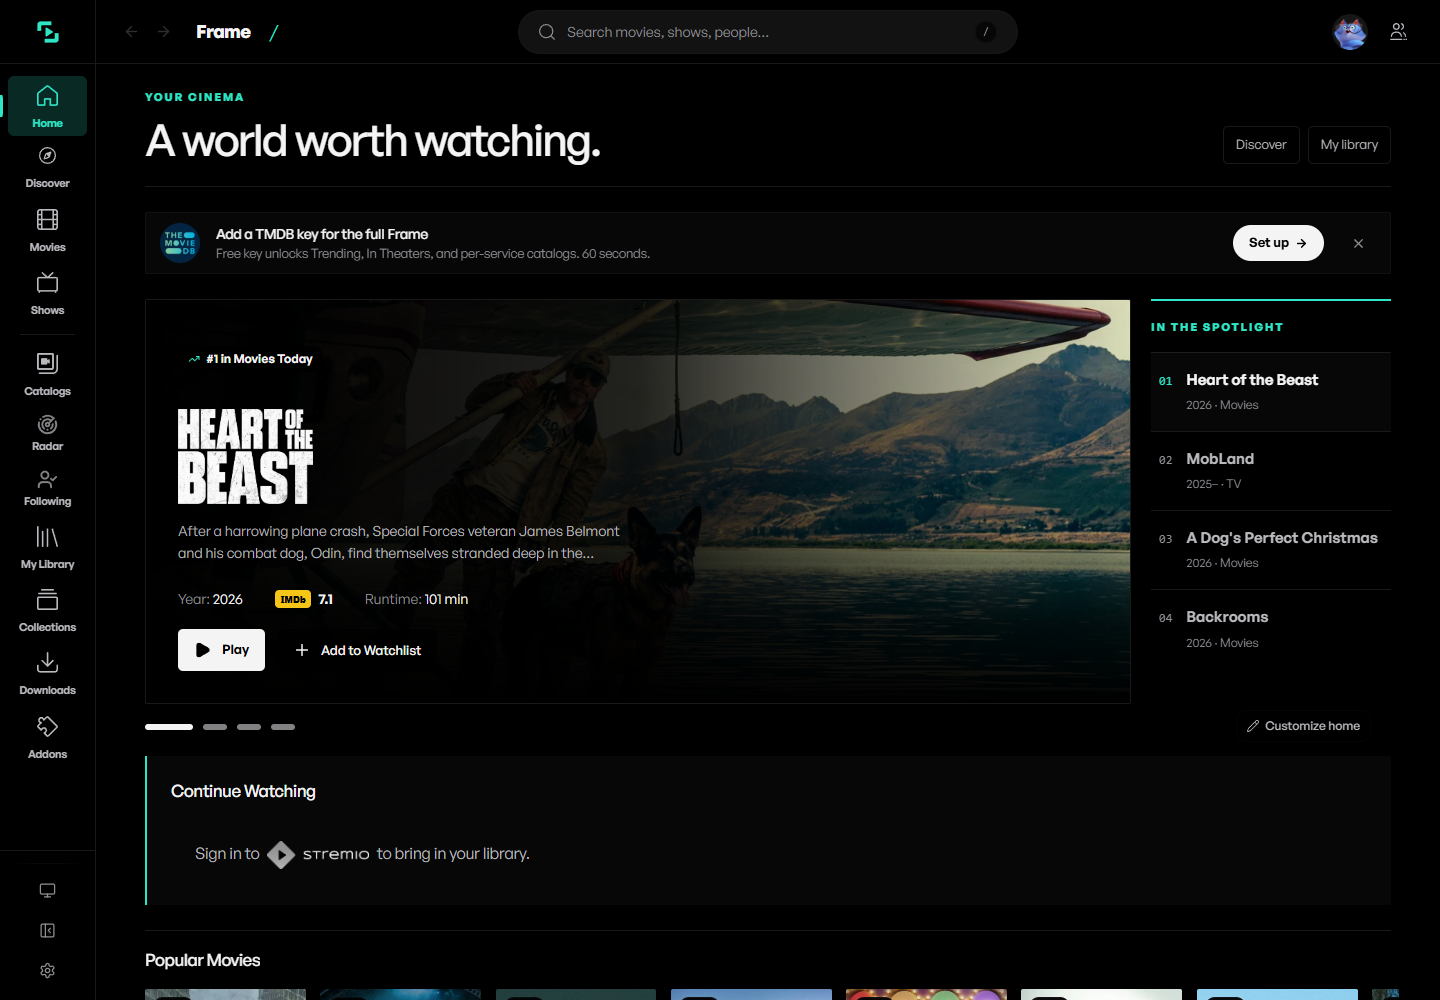 Frame /
Search movies, shows, people...
/
Home
Discover
Movies
Shows
Catalogs
Radar
Following
My Library
Collections
Downloads
Addons
YOUR CINEMA
A world worth watching.
Discover
My library
THE MOVIE DB
Add a TMDB key for the full Frame
Free key unlocks Trending, In Theaters, and per-service catalogs. 60 seconds.
Set up →
#1 in Movies Today
HEART OF THE BEAST
After a harrowing plane crash, Special Forces veteran James Belmont
and his combat dog, Odin, find themselves stranded deep in the...
Year: 2026
IMDb 7.1
Runtime: 101 min
Play
Add to Watchlist
IN THE SPOTLIGHT
01 Heart of the Beast
2026 · Movies
02 MobLand
2025– · TV
03 A Dog's Perfect Christmas
2026 · Movies
04 Backrooms
2026 · Movies
Customize home
Continue Watching
Sign in to stremio to bring in your library.
Popular Movies